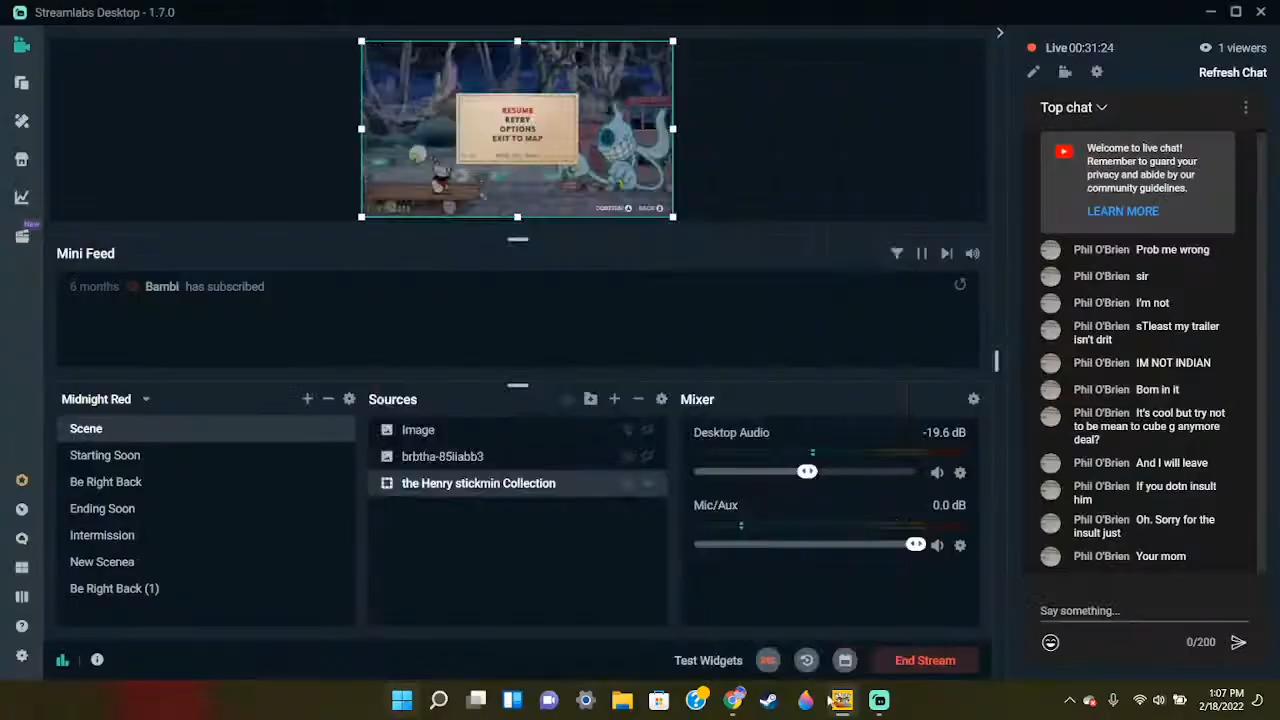 Streamlabs Desktop - 1.7.0
RESUME
RETRY
OPTIONS
EXIT TO MAP
Live 00:31:24
1 viewers
Refresh Chat
Top chat
Welcome to live chat!
Remember to guard your
privacy and abide by our
community guidelines.
LEARN MORE
Phil O'Brien Prob me wrong
Phil O'Brien sir
Phil O'Brien I'm not
Phil O'Brien sTleast my trailer
isn't drit
Phil O'Brien IM NOT INDIAN
Phil O'Brien Born in it
Phil O'Brien It's cool but try not
to be mean to cube g anymore
deal?
Phil O'Brien And I will leave
Phil O'Brien If you dotn insult
him
Phil O'Brien Oh. Sorry for the
insult just
Phil O'Brien Your mom
Say something...
0/200
New
Mini Feed
6 months Bambi has subscribed
Midnight Red
Scene
Starting Soon
Be Right Back
Ending Soon
Intermission
New Scenea
Be Right Back (1)
Sources
Image
brbtha-85iiabb3
the Henry stickmin Collection
Mixer
Desktop Audio -19.6 dB
Mic/Aux 0.0 dB
Test Widgets
REC
End Stream
1:07 PM
2/18/2022